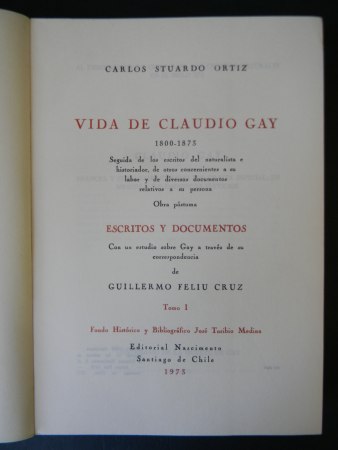 CARLOS STUARDO ORTIZ
VIDA DE CLAUDIO GAY
1800-1873
Seguida de los escritos del naturalista e
historiador, de otros concernientes a su
labor y de diversos documentos
relativos a su persona
Obra póstuma
ESCRITOS Y DOCUMENTOS
Con un estudio sobre Gay a través de su
correspondencia
de
GUILLERMO FELIU CRUZ
Tomo I
Fondo Histórico y Bibliográfico José Toribio Medina
Editorial Nascimento
Santiago de Chile
1973